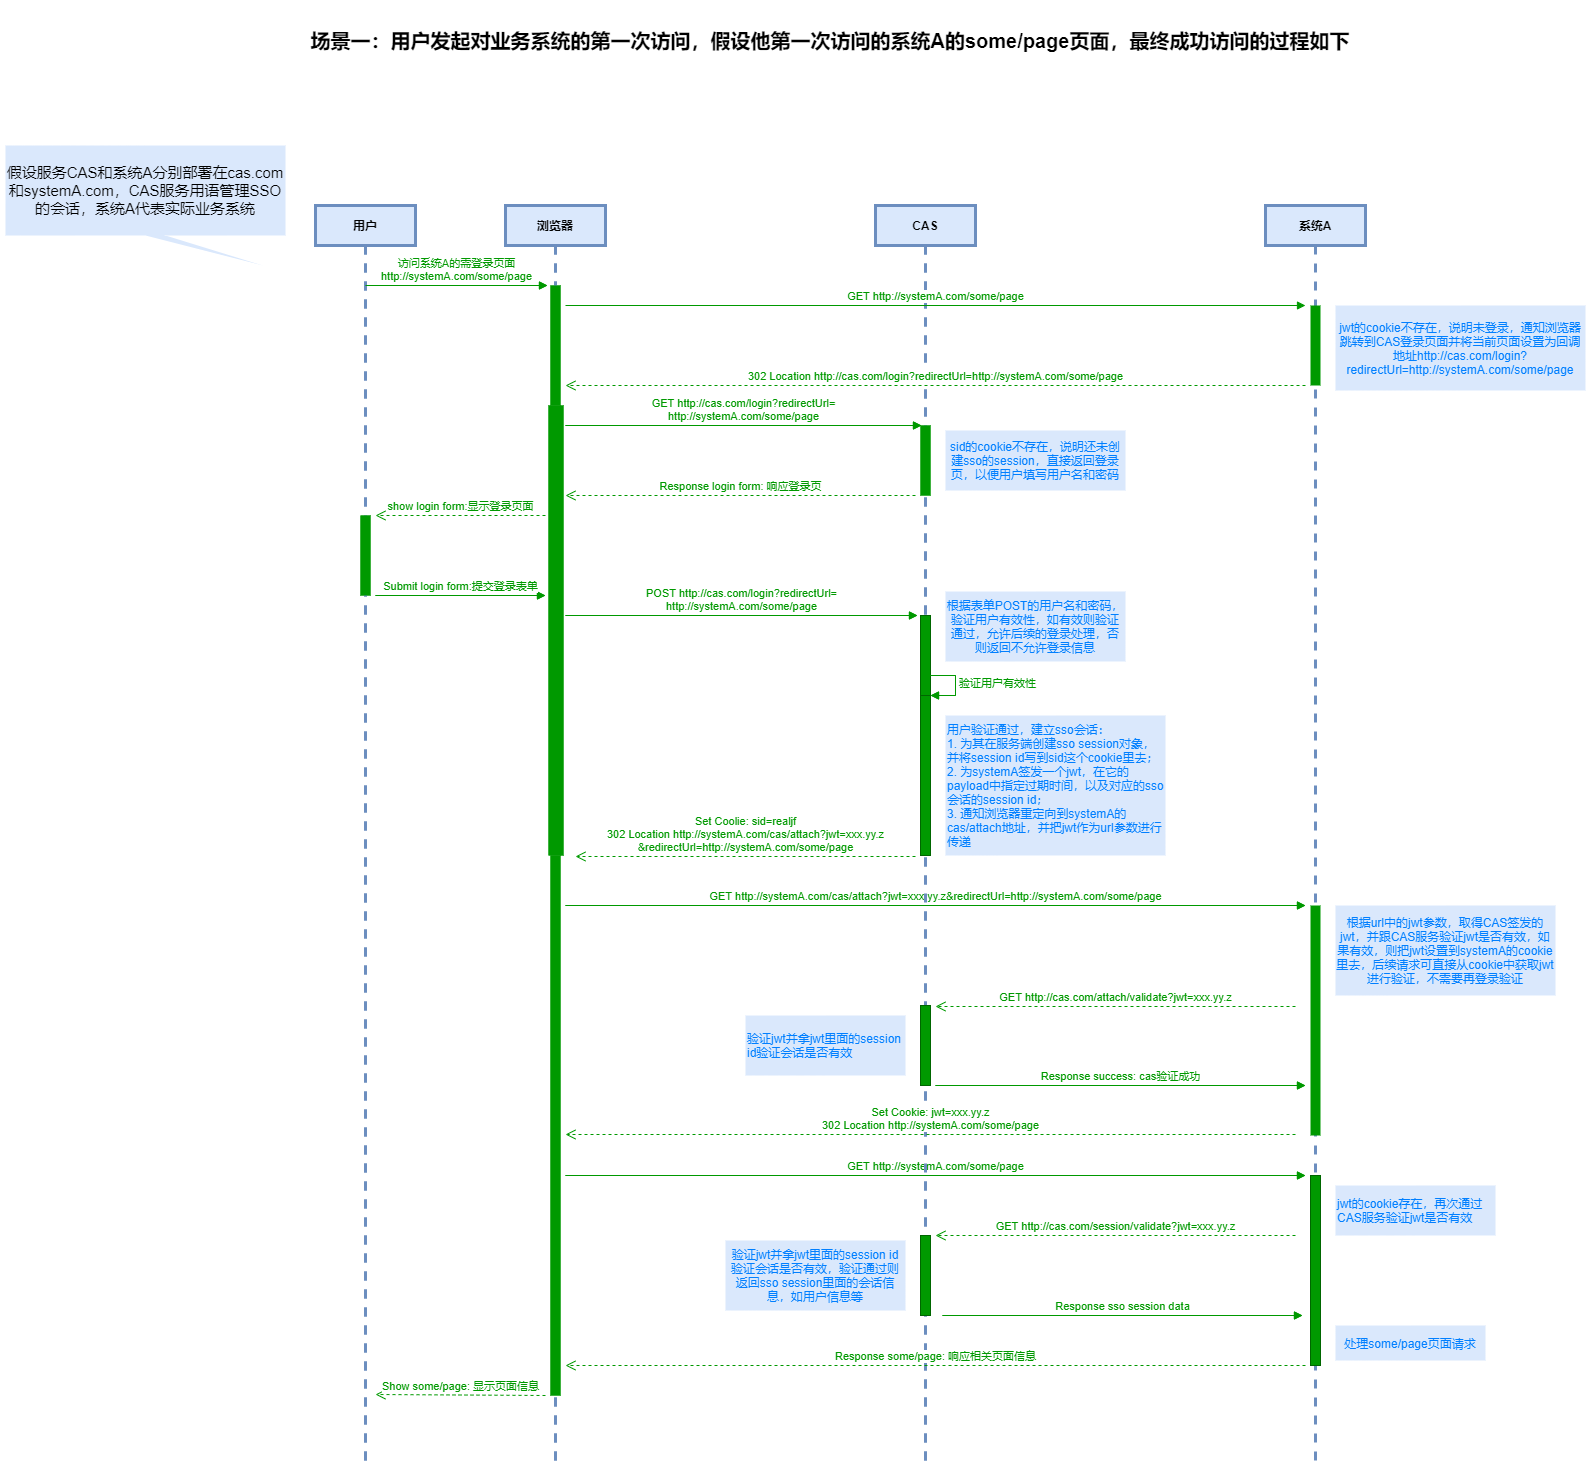 场景一：用户发起对业务系统的第一次访问，假设他第一次访问的系统A的some/page页面，最终成功访问的过程如下
假设服务CAS和系统A分别部署在cas.com
和systemA.com，CAS服务用语管理SSO
的会话，系统A代表实际业务系统
用户
浏览器
CAS
系统A
访问系统A的需登录页面
http://systemA.com/some/page
GET http://systemA.com/some/page
jwt的cookie不存在，说明未登录，通知浏览器
跳转到CAS登录页面并将当前页面设置为回调
地址http://cas.com/login?
redirectUrl=http://systemA.com/some/page
302 Location http://cas.com/login?redirectUrl=http://systemA.com/some/page
GET http://cas.com/login?redirectUrl=
http://systemA.com/some/page
sid的cookie不存在，说明还未创
建sso的session，直接返回登录
页，以便用户填写用户名和密码
Response login form: 响应登录页
show login form:显示登录页面
Submit login form:提交登录表单
POST http://cas.com/login?redirectUrl=
http://systemA.com/some/page
根据表单POST的用户名和密码，
验证用户有效性，如有效则验证
通过，允许后续的登录处理，否
则返回不允许登录信息
验证用户有效性
用户验证通过，建立sso会话：
1. 为其在服务端创建sso session对象，
并将session id写到sid这个cookie里去；
2. 为systemA签发一个jwt，在它的
payload中指定过期时间，以及对应的sso
会话的session id；
3. 通知浏览器重定向到systemA的
cas/attach地址，并把jwt作为url参数进行
传递
Set Coolie: sid=realjf
302 Location http://systemA.com/cas/attach?jwt=xxx.yy.z
&redirectUrl=http://systemA.com/some/page
GET http://systemA.com/cas/attach?jwt=xxx.yy.z&redirectUrl=http://systemA.com/some/page
根据url中的jwt参数，取得CAS签发的
jwt，并跟CAS服务验证jwt是否有效，如
果有效，则把jwt设置到systemA的cookie
里去，后续请求可直接从cookie中获取jwt
进行验证，不需要再登录验证
GET http://cas.com/attach/validate?jwt=xxx.yy.z
验证jwt并拿jwt里面的session
id验证会话是否有效
Response success: cas验证成功
Set Cookie: jwt=xxx.yy.z
302 Location http://systemA.com/some/page
GET http://systemA.com/some/page
jwt的cookie存在，再次通过
CAS服务验证jwt是否有效
GET http://cas.com/session/validate?jwt=xxx.yy.z
验证jwt并拿jwt里面的session id
验证会话是否有效，验证通过则
返回sso session里面的会话信
息，如用户信息等
Response sso session data
处理some/page页面请求
Response some/page: 响应相关页面信息
Show some/page: 显示页面信息